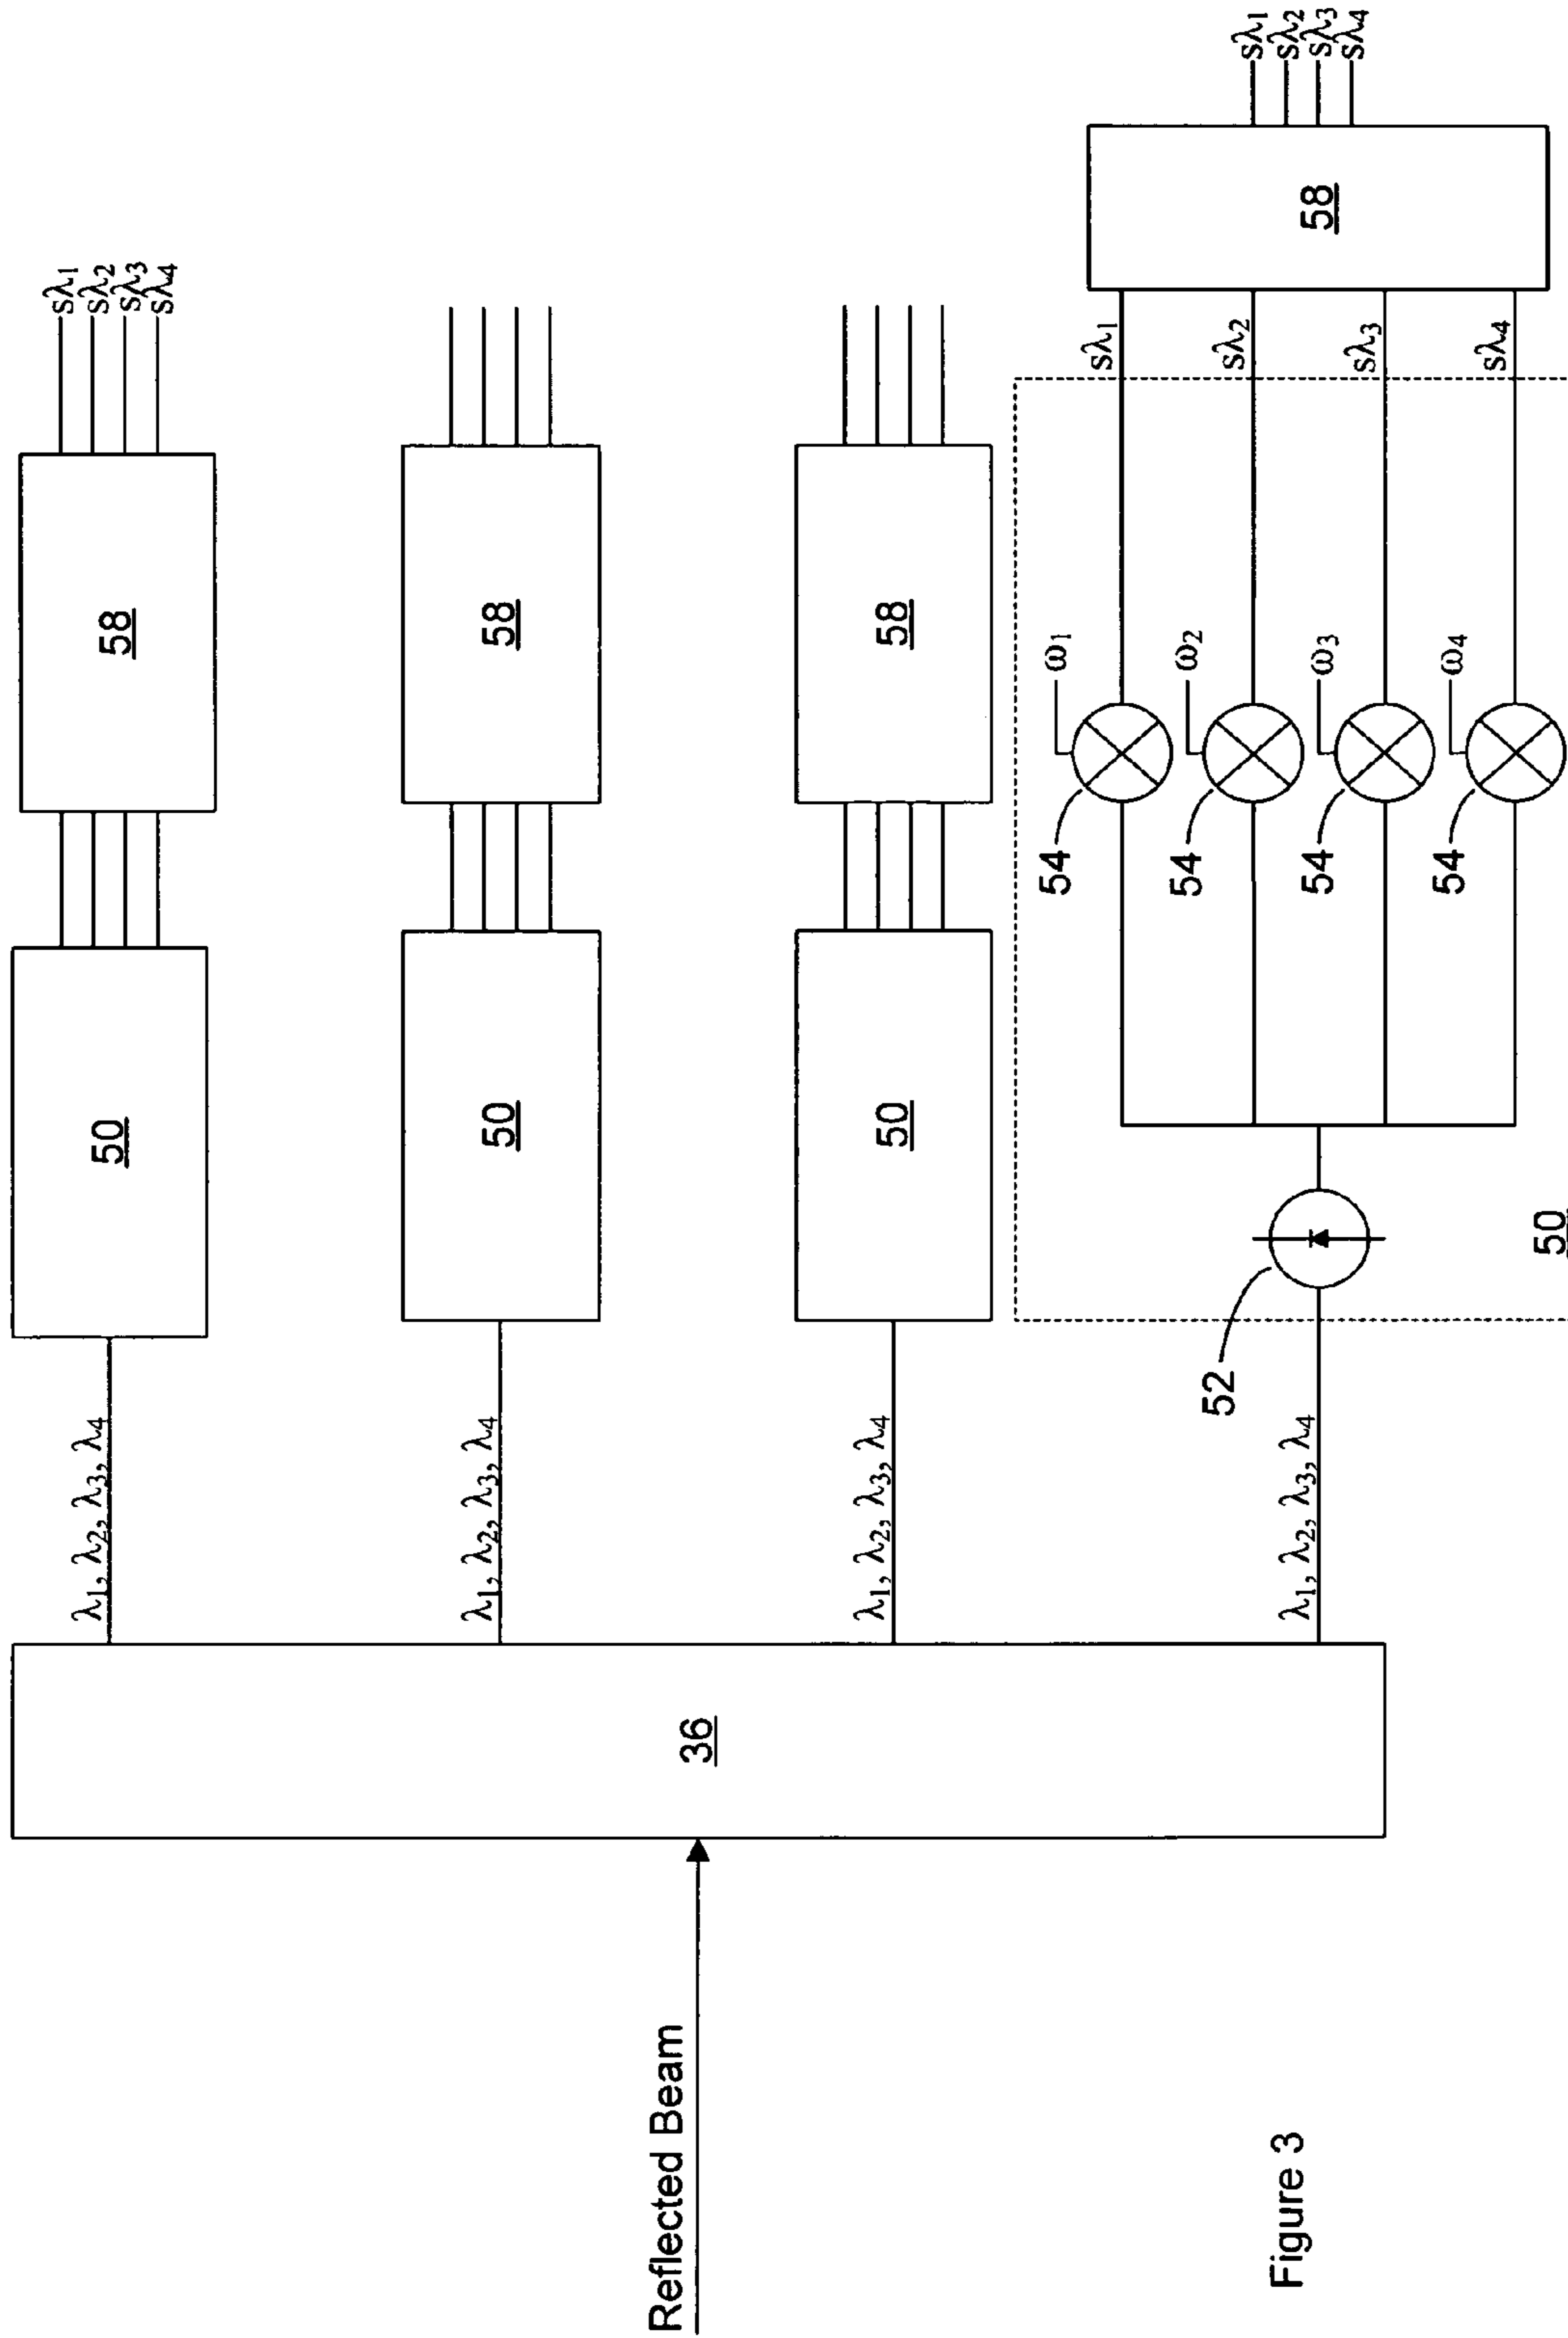 Reflected Beam
36
λ₁, λ₂, λ₃, λ₄
50
58
sλ₁
sλ₂
sλ₃
sλ₄
λ₁, λ₂, λ₃, λ₄
50
58
λ₁, λ₂, λ₃, λ₄
50
58
λ₁, λ₂, λ₃, λ₄
52
54
ω₁
sλ₁
54
ω₂
sλ₂
54
ω₃
sλ₃
54
ω₄
sλ₄
50
58
sλ₁
sλ₂
sλ₃
sλ₄
Figure 3